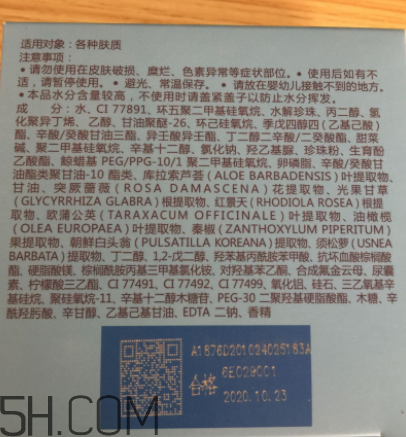 适用对象：各种肤质
注意事项：
• 请勿使用在皮肤破损、糜烂、色素异常等症状部位。• 使用后如有不
适，请暂停使用。• 避光、常温保存。• 请放在婴幼儿接触不到的地方。
• 本品水分含量较高，不使用时请盖紧盖子以防止水分挥发。
成　　分：水、CI 77891、环五聚二甲基硅氧烷、水解珍珠、丙二醇、氢
化聚异丁烯、乙醇、甘油聚醚-26、环己硅氧烷、季戊四醇四（乙基己酸）
酯、辛酸/癸酸甘油三酯、异壬酸异壬酯、丁二醇二辛酸/二癸酸酯、甜菜
碱、聚二甲基硅氧烷、辛基十二醇、氯化钠、羟乙基脲、珍珠粉、生育酚
乙酸酯、鲸蜡基 PEG/PPG-10/1 聚二甲基硅氧烷、卵磷脂、辛酸/癸酸甘
油酯类聚甘油-10 酯类、库拉索芦荟 (ALOE BARBADENSIS) 叶提取物、
甘油、突厥蔷薇 (ROSA DAMASCENA) 花提取物、光果甘草
(GLYCYRRHIZA GLABRA) 根提取物、红景天 (RHODIOLA ROSEA) 根提
取物、欧蒲公英 (TARAXACUM OFFICINALE) 叶提取物、油橄榄
(OLEA EUROPAEA) 叶提取物、秦椒 (ZANTHOXYLUM PIPERITUM)
果提取物、朝鲜白头翁 (PULSATILLA KOREANA) 提取物、须松萝 (USNEA
BARBATA) 提取物、丁二醇、1,2-戊二醇、羟苯基丙酰胺苯甲酸、抗坏血酸棕榈酸
酯、硬脂酸镁、棕榈酰胺丙基三甲基氯化铵、对羟基苯乙酮、合成氟金云母、尿囊
素、柠檬酸三乙酯、CI 77491、CI 77492、CI 77499、氧化铝、硅石、三乙氧基辛
基硅烷、聚硅氧烷-11、辛基十二醇木糖苷、PEG-30 二聚羟基硬脂酸酯、木糖、辛
酰羟肟酸、辛甘醇、乙基己基甘油、EDTA 二钠、香精
A1876D201024025183A
合格
6E029001
2020.10.23
5H.COM